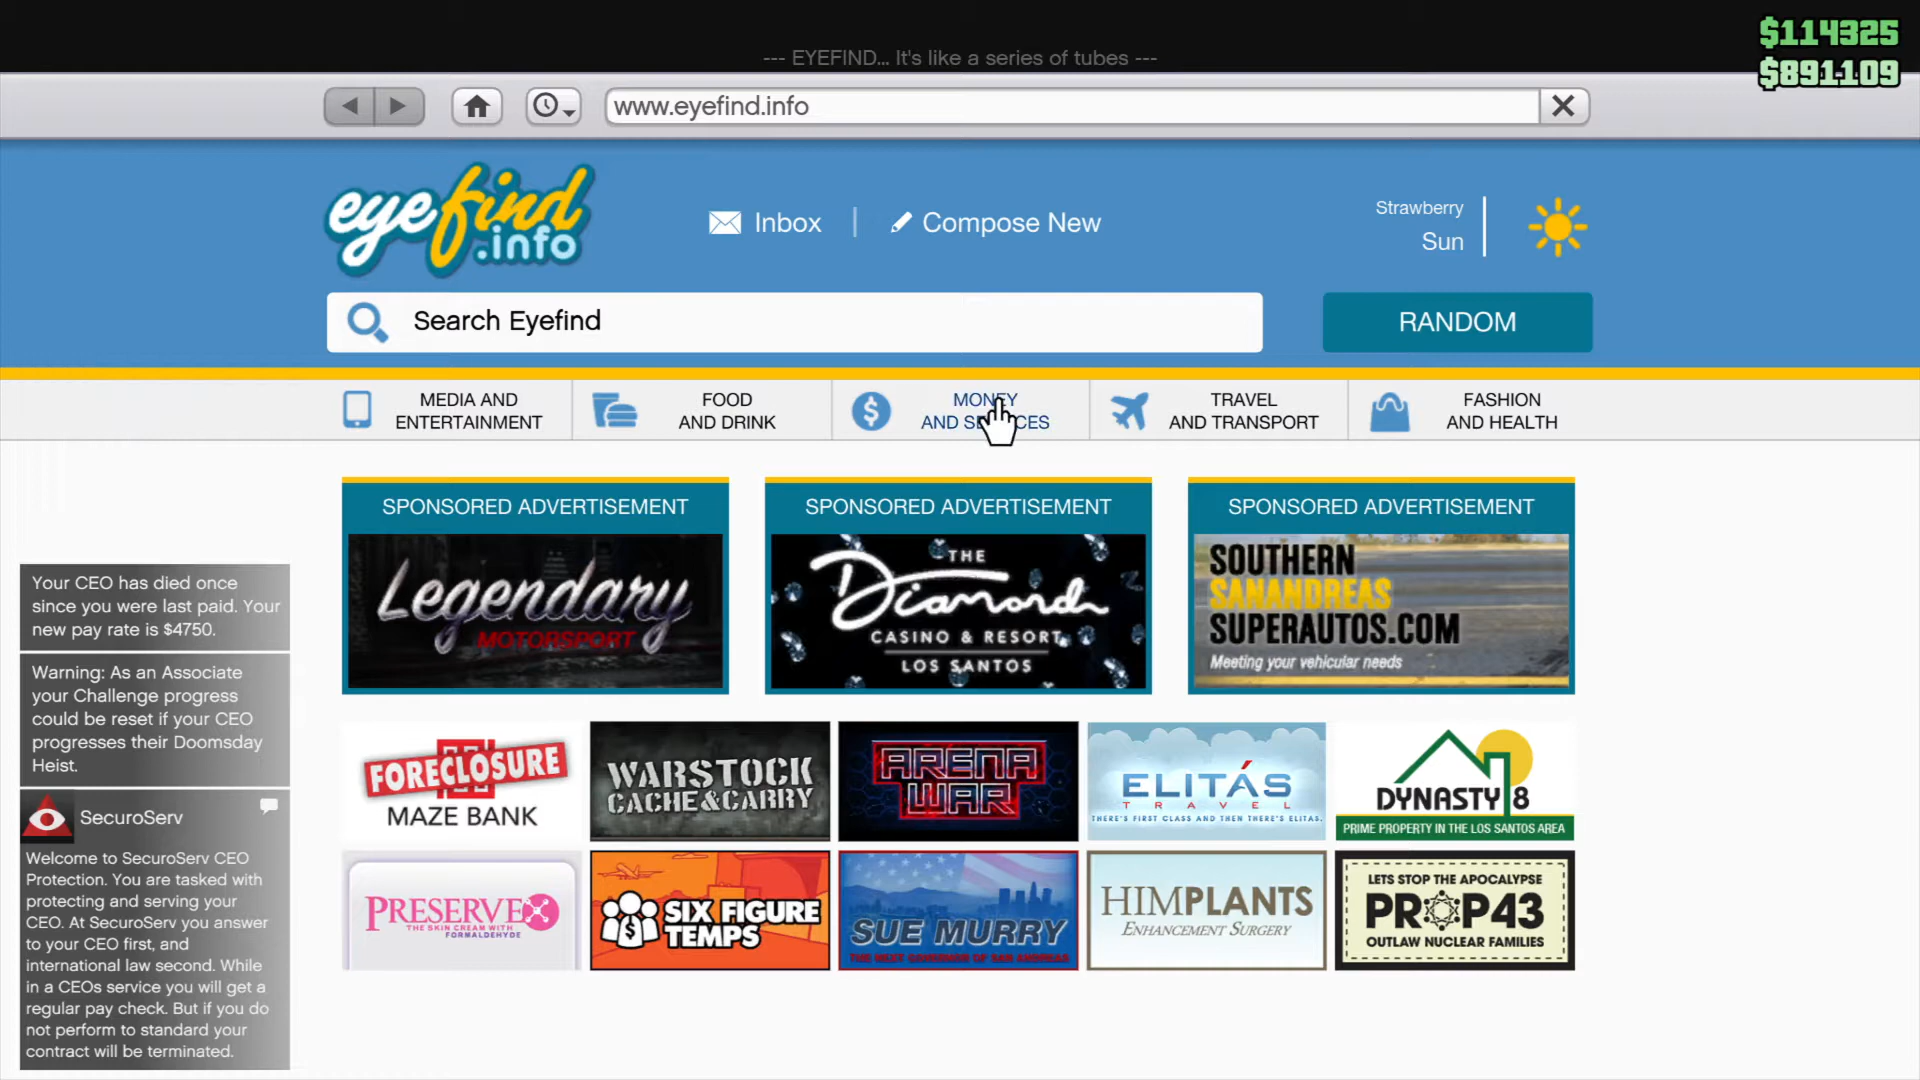 $114325
--- EYEFIND... It's like a series of tubes ---
$891,109
www.eyefind.info
eyefind
.info
Inbox
Compose New
Strawberry
Sun
Search Eyefind
RANDOM
MEDIA AND
ENTERTAINMENT
FOOD
AND DRINK
MONEY
AND SERVICES
TRAVEL
AND TRANSPORT
FASHION
AND HEALTH
SPONSORED ADVERTISEMENT
Legendary
MOTORSPORT
SPONSORED ADVERTISEMENT
THE
Diamond
CASINO & RESORT
LOS SANTOS
SPONSORED ADVERTISEMENT
SOUTHERN
SANANDREAS
SUPERAUTOS.COM
Meeting your vehicular needs
Your CEO has died once
since you were last paid. Your
new pay rate is $4750.
Warning: As an Associate
your Challenge progress
could be reset if your CEO
progresses their Doomsday
Heist.
SecuroServ
Welcome to SecuroServ CEO
Protection. You are tasked with
protecting and serving your
CEO. At SecuroServ you answer
to your CEO first, and
international law second. While
in a CEOs service you will get a
regular pay check. But if you do
not perform to standard your
contract will be terminated.
FORECLOSURE
MAZE BANK
WARSTOCK
CACHE&CARRY
ARENA
WAR
ELITÁS
TRAVEL
THERE'S FIRST CLASS AND THEN THERE'S ELITAS.
DYNASTY 8
PRIME PROPERTY IN THE LOS SANTOS AREA
PRESERVEX
THE SKIN CREAM WITH
FORMALDEHYDE
SIX FIGURE
TEMPS
SUE MURRY
THE NEXT GOVERNOR OF SAN ANDREAS
HIMPLANTS
ENHANCEMENT SURGERY
LETS STOP THE APOCALYPSE
PROP43
OUTLAW NUCLEAR FAMILIES